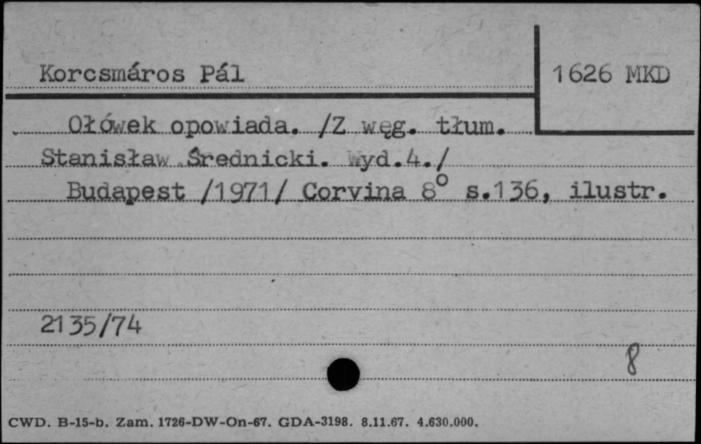 Korcsmáros Pál
1626 MKD
Ołówek opowiada. /Z węg. tłum.
Stanisław Średnicki. Wyd.4./
Budapest /1971/ Corvina 8° s.136, ilustr.
2135/74
8
CWD. B-15-b. Zam. 1726-DW-On-67. GDA-3198. 8.11.67. 4.630.000.